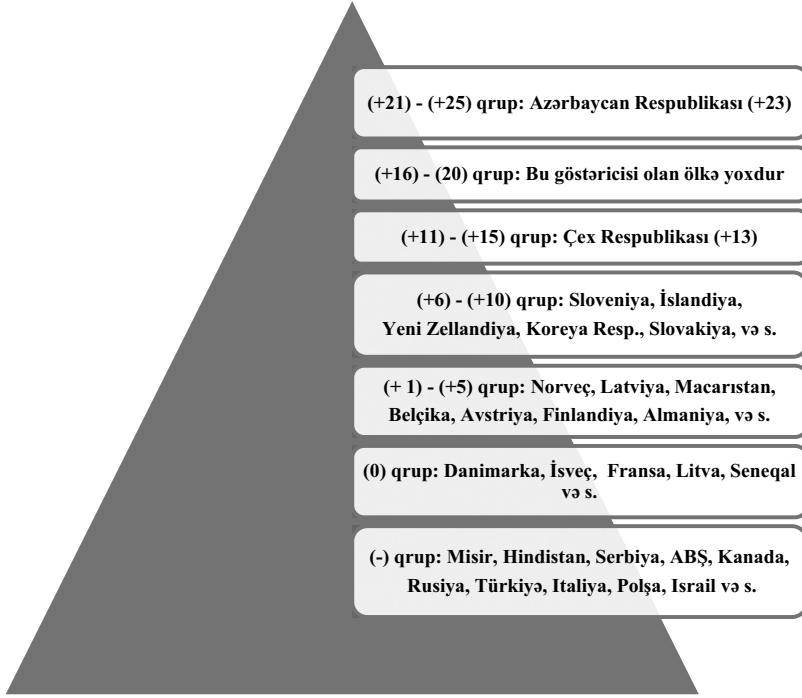 (+21) - (+25) qrup: Azərbaycan Respublikası (+23)
(+16) - (20) qrup: Bu göstəricisi olan ölkə yoxdur
(+11) - (+15) qrup: Çex Respublikası (+13)
(+6) - (+10) qrup: Sloveniya, İslandiya,
Yeni Zellandiya, Koreya Resp., Slovakiya, və s.
(+ 1) - (+5) qrup: Norveç, Latviya, Macarıstan,
Belçika, Avstriya, Finlandiya, Almaniya, və s.
(0) qrup: Danimarka, İsveç, Fransa, Litva, Seneqal
və s.
(-) qrup: Misir, Hindistan, Serbiya, ABŞ, Kanada,
Rusiya, Türkiyə, Italiya, Polşa, Israil və s.